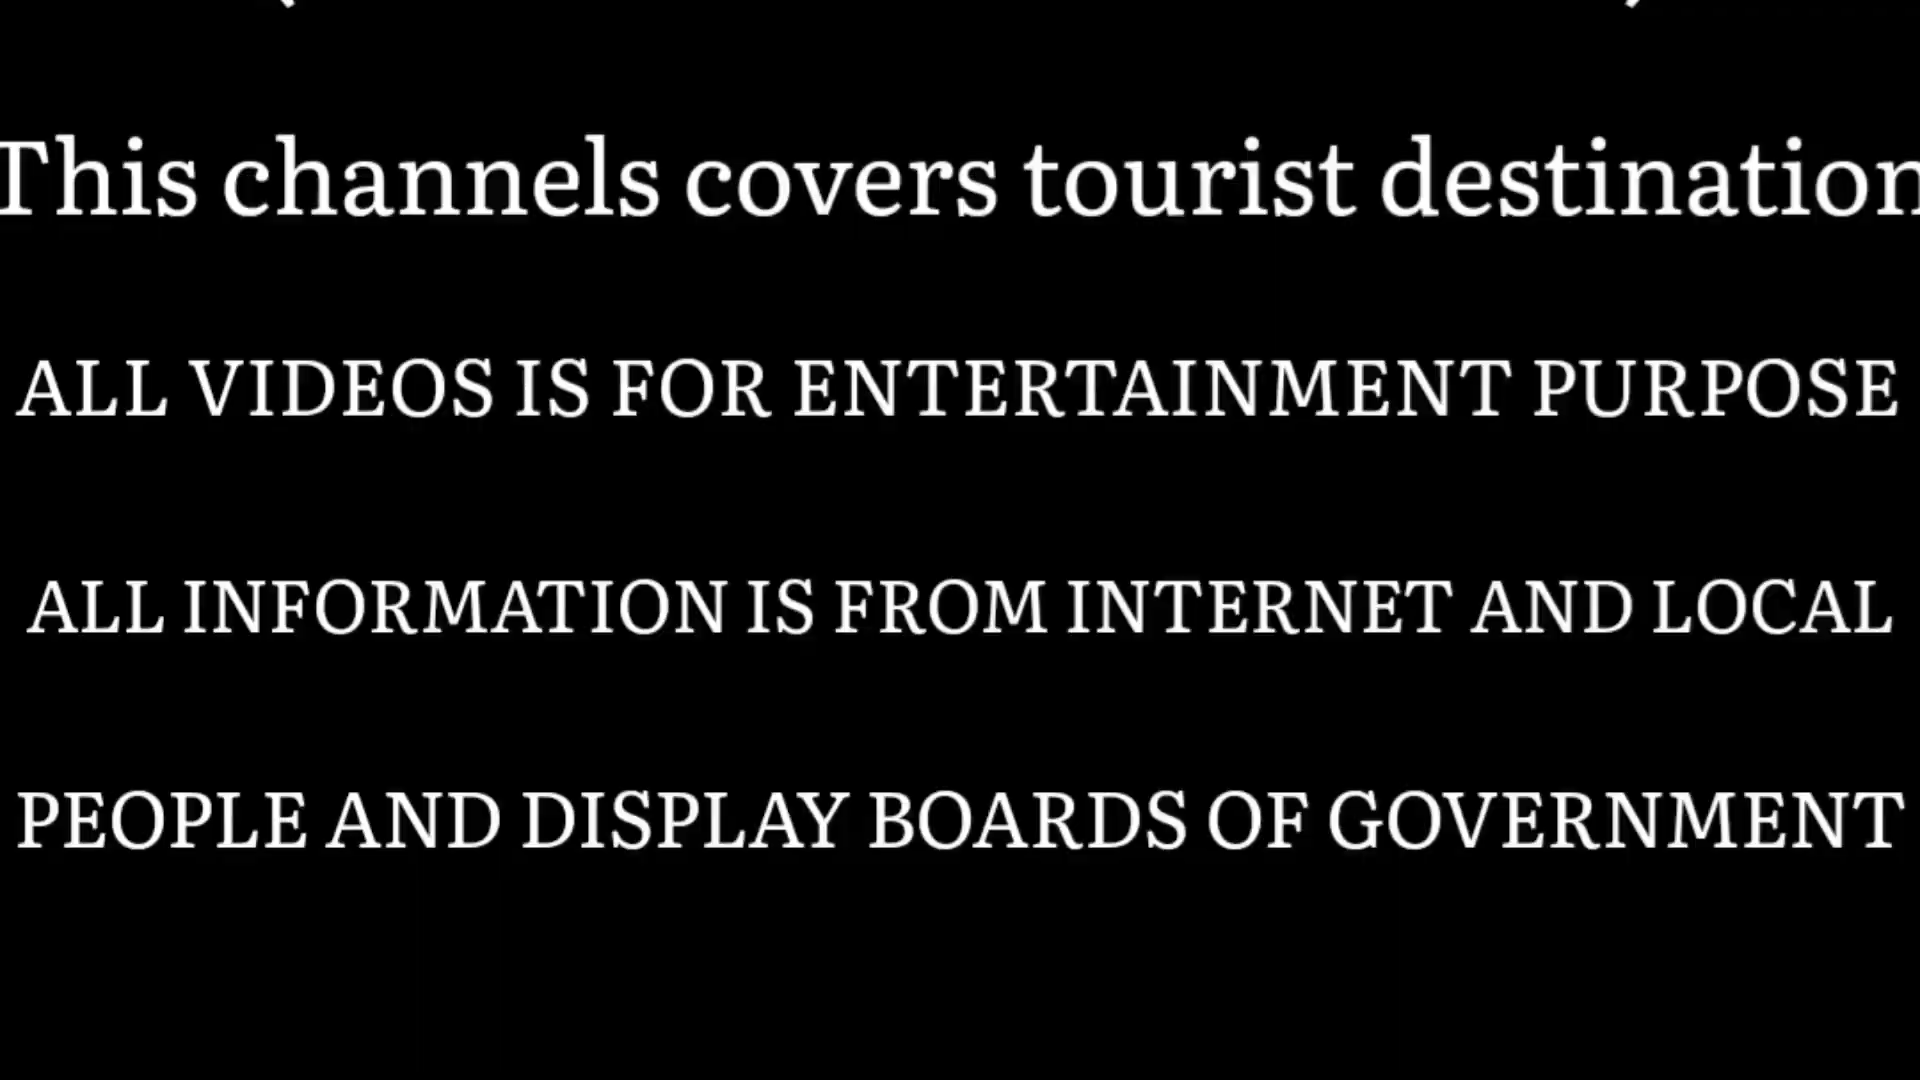 This channels covers tourist destination
ALL VIDEOS IS FOR ENTERTAINMENT PURPOSE
ALL INFORMATION IS FROM INTERNET AND LOCAL
PEOPLE AND DISPLAY BOARDS OF GOVERNMENT